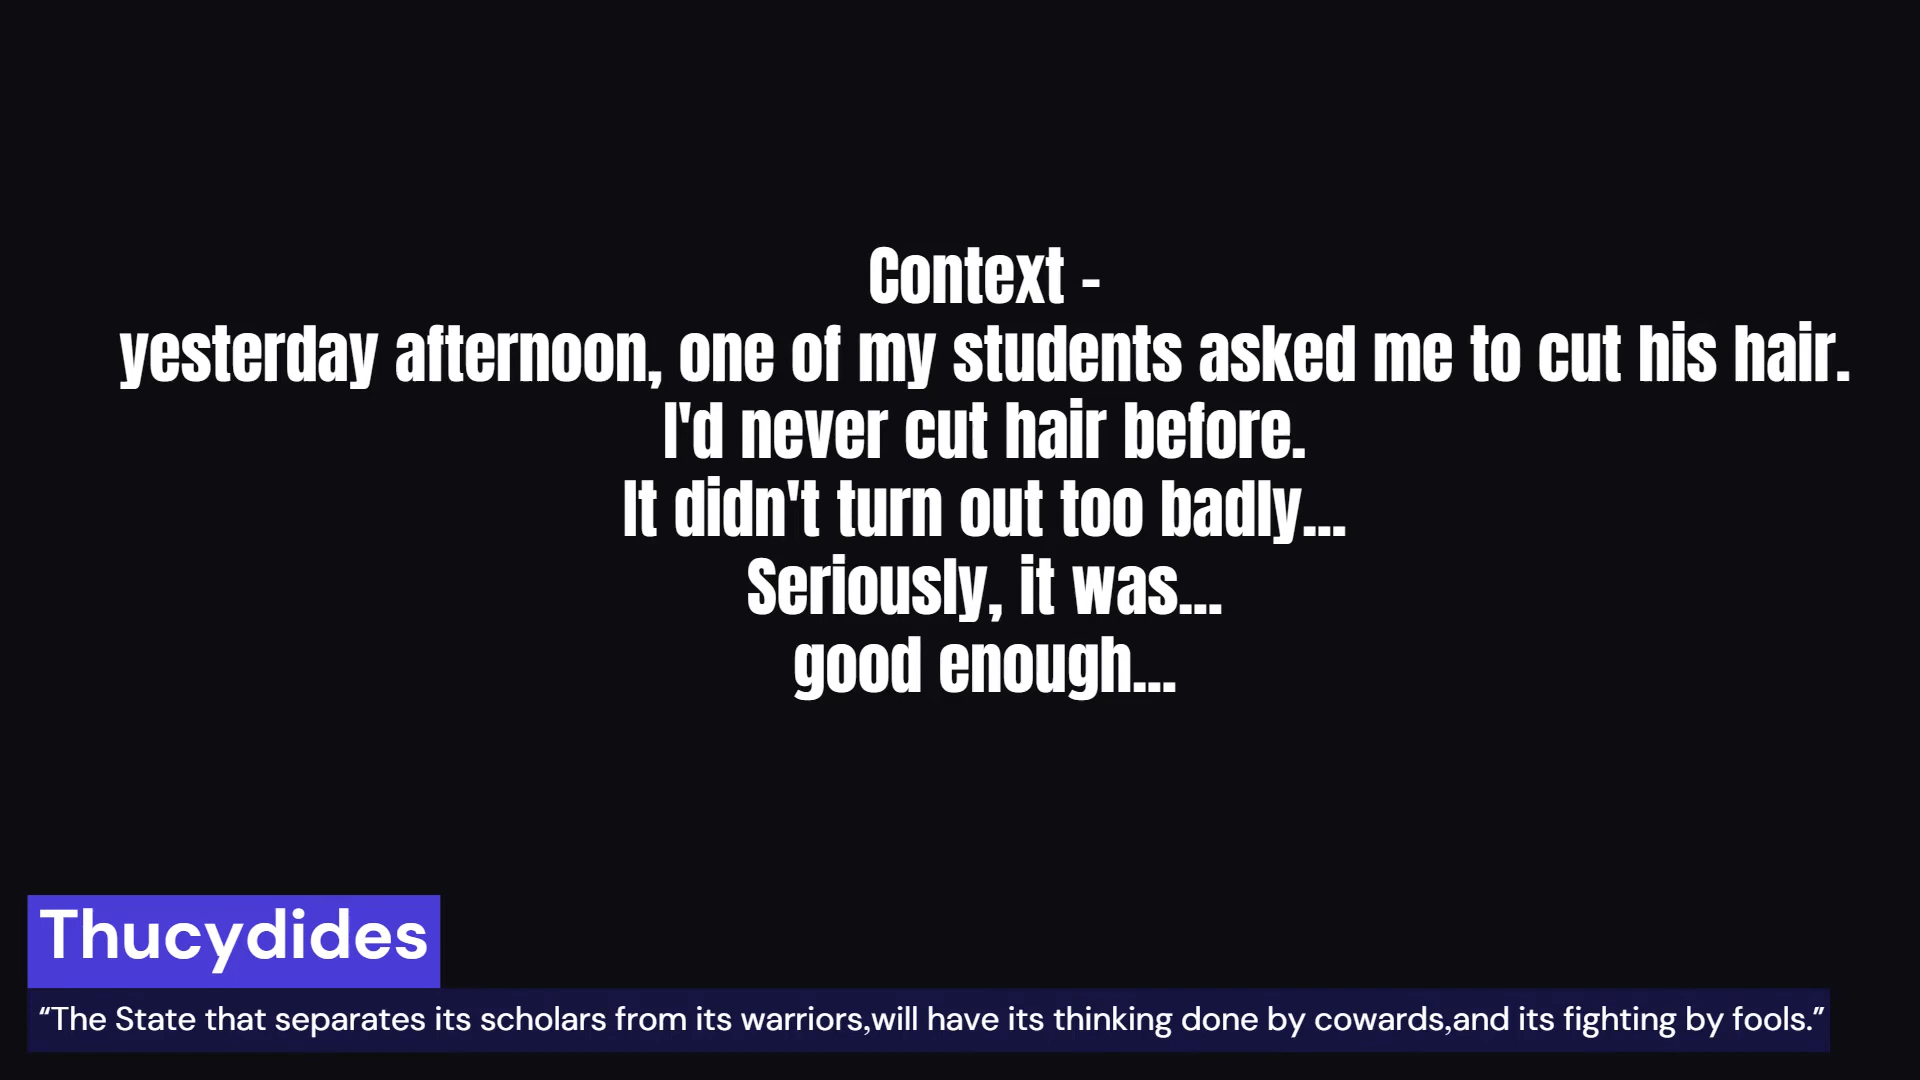 Context -
yesterday afternoon, one of my students asked me to cut his hair.
I'd never cut hair before.
It didn't turn out too badly...
Seriously, it was...
good enough...
Thucydides
“The State that separates its scholars from its warriors,will have its thinking done by cowards,and its fighting by fools.”